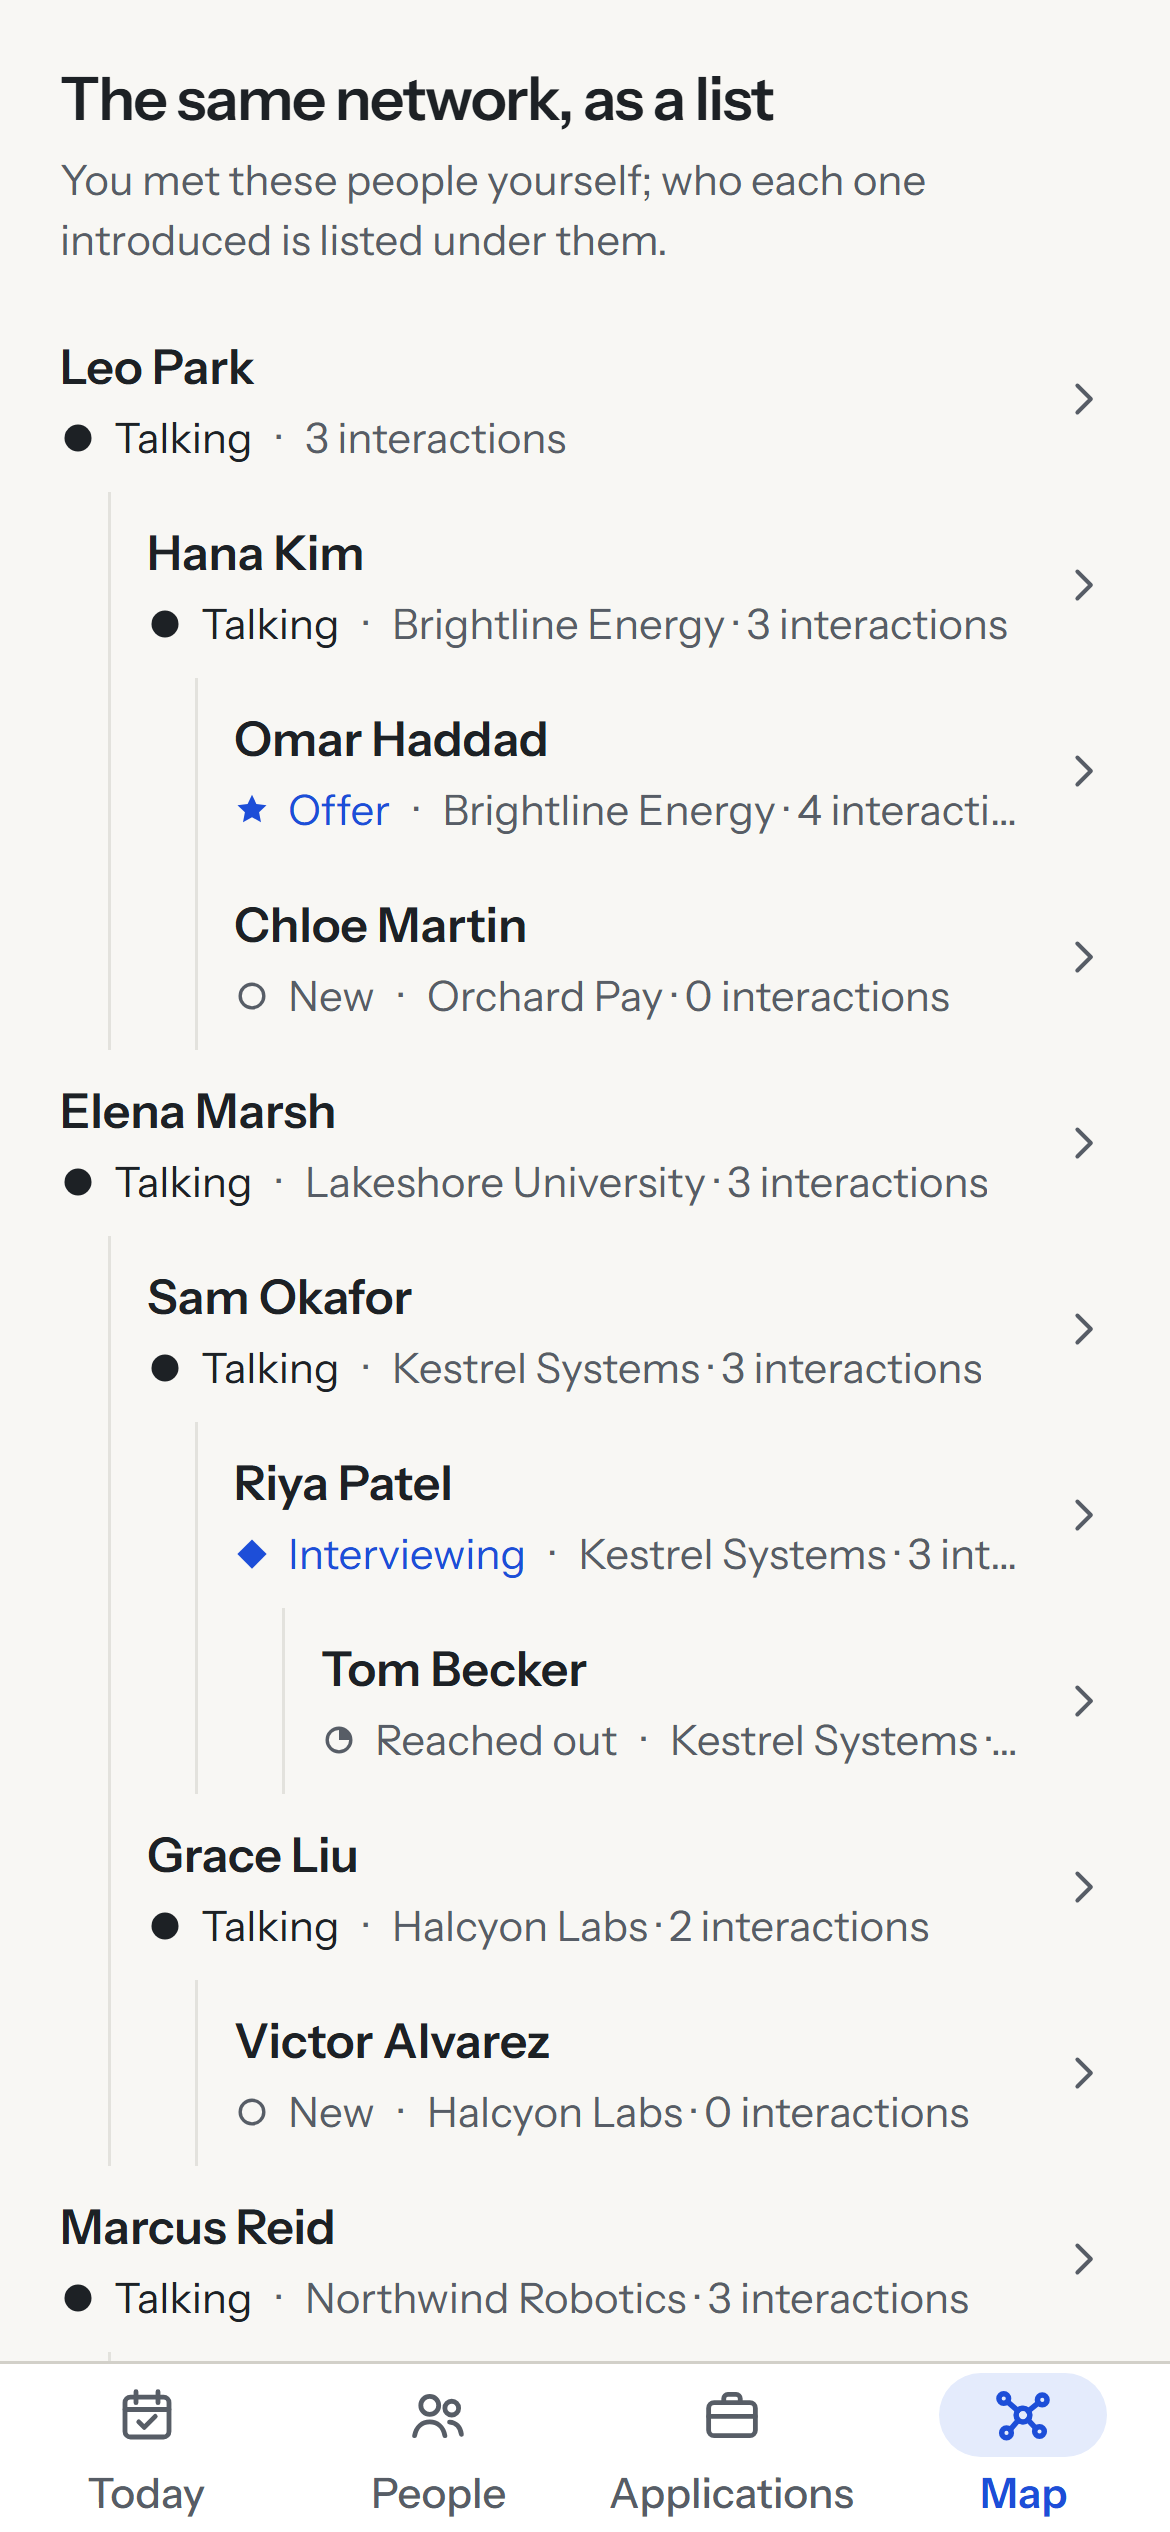 The same network, as a list
You met these people yourself; who each one
introduced is listed under them.
Leo Park
Talking · 3 interactions
Hana Kim
Talking · Brightline Energy · 3 interactions
Omar Haddad
Offer · Brightline Energy · 4 interacti...
Chloe Martin
New · Orchard Pay · 0 interactions
Elena Marsh
Talking · Lakeshore University · 3 interactions
Sam Okafor
Talking · Kestrel Systems · 3 interactions
Riya Patel
Interviewing · Kestrel Systems · 3 int...
Tom Becker
Reached out · Kestrel Systems ·...
Grace Liu
Talking · Halcyon Labs · 2 interactions
Victor Alvarez
New · Halcyon Labs · 0 interactions
Marcus Reid
Talking · Northwind Robotics · 3 interactions
Today People Applications Map